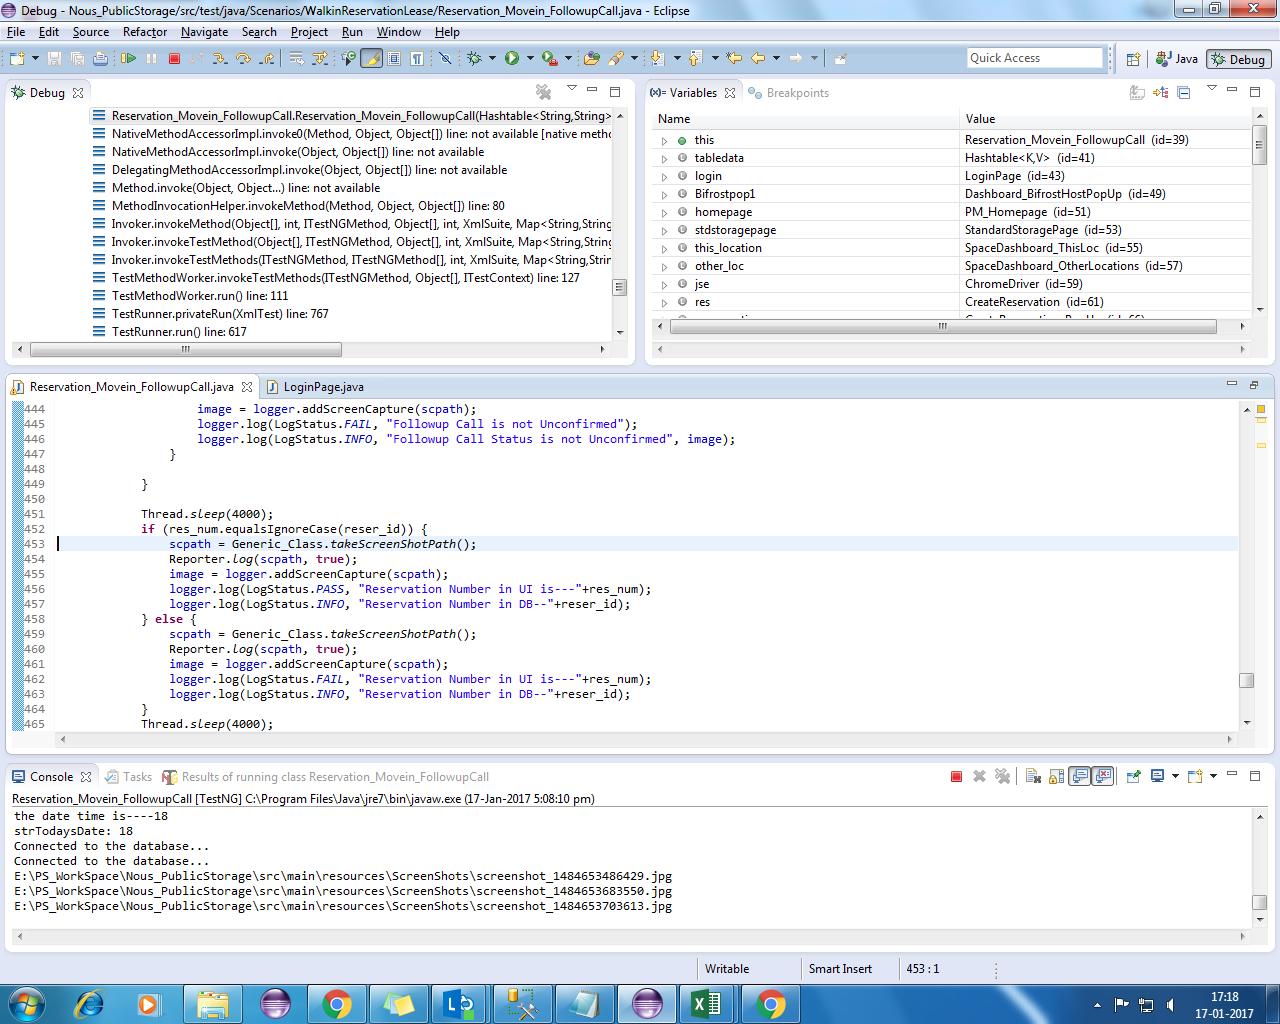 Debug - Nous_PublicStorage/src/test/java/Scenarios/WalkinReservationLease/Reservation_Movein_FollowupCall.java - Eclipse
File Edit Source Refactor Navigate Search Project Run Window Help
Quick Access Java Debug
Debug
Reservation_Movein_FollowupCall.Reservation_Movein_FollowupCall(Hashtable<String,String>
NativeMethodAccessorImpl.invoke0(Method, Object, Object[]) line: not available [native metho
NativeMethodAccessorImpl.invoke(Object, Object[]) line: not available
DelegatingMethodAccessorImpl.invoke(Object, Object[]) line: not available
Method.invoke(Object, Object...) line: not available
MethodInvocationHelper.invokeMethod(Method, Object, Object[]) line: 80
Invoker.invokeMethod(Object[], int, ITestNGMethod, Object[], int, XmlSuite, Map<String,String
Invoker.invokeTestMethod(Object[], int, ITestNGMethod, Object[], int, XmlSuite, Map<String,String
Invoker.invokeTestMethods(ITestNGMethod, ITestNGMethod[], int, XmlSuite, Map<String,Strin
TestMethodWorker.invokeTestMethods(ITestNGMethod, Object[], ITestContext) line: 127
TestMethodWorker.run() line: 111
TestRunner.privateRun(XmlTest) line: 767
TestRunner.run() line: 617
Variables Breakpoints
Name Value
this Reservation_Movein_FollowupCall (id=39)
tabledata Hashtable<K,V> (id=41)
login LoginPage (id=43)
Bifrostpop1 Dashboard_BifrostHostPopUp (id=49)
homepage PM_Homepage (id=51)
stdstoragepage StandardStoragePage (id=53)
this_location SpaceDashboard_ThisLoc (id=55)
other_loc SpaceDashboard_OtherLocations (id=57)
jse ChromeDriver (id=59)
res CreateReservation (id=61)
Reservation_Movein_FollowupCall.java LoginPage.java
444 image = logger.addScreenCapture(scpath);
445 logger.log(LogStatus.FAIL, "Followup Call is not Unconfirmed");
446 logger.log(LogStatus.INFO, "Followup Call Status is not Unconfirmed", image);
447 }
448
449 }
450
451 Thread.sleep(4000);
452 if (res_num.equalsIgnoreCase(reser_id)) {
453 scpath = Generic_Class.takeScreenShotPath();
454 Reporter.log(scpath, true);
455 image = logger.addScreenCapture(scpath);
456 logger.log(LogStatus.PASS, "Reservation Number in UI is---"+res_num);
457 logger.log(LogStatus.INFO, "Reservation Number in DB--"+reser_id);
458 } else {
459 scpath = Generic_Class.takeScreenShotPath();
460 Reporter.log(scpath, true);
461 image = logger.addScreenCapture(scpath);
462 logger.log(LogStatus.FAIL, "Reservation Number in UI is---"+res_num);
463 logger.log(LogStatus.INFO, "Reservation Number in DB--"+reser_id);
464 }
465 Thread.sleep(4000);
Console Tasks Results of running class Reservation_Movein_FollowupCall
Reservation_Movein_FollowupCall [TestNG] C:\Program Files\Java\jre7\bin\javaw.exe (17-Jan-2017 5:08:10 pm)
the date time is----18
strTodaysDate: 18
Connected to the database...
Connected to the database...
E:\PS_WorkSpace\Nous_PublicStorage\src\main\resources\ScreenShots\screenshot_1484653486429.jpg
E:\PS_WorkSpace\Nous_PublicStorage\src\main\resources\ScreenShots\screenshot_1484653683550.jpg
E:\PS_WorkSpace\Nous_PublicStorage\src\main\resources\ScreenShots\screenshot_1484653703613.jpg
Writable Smart Insert 453 : 1
17:18
17-01-2017